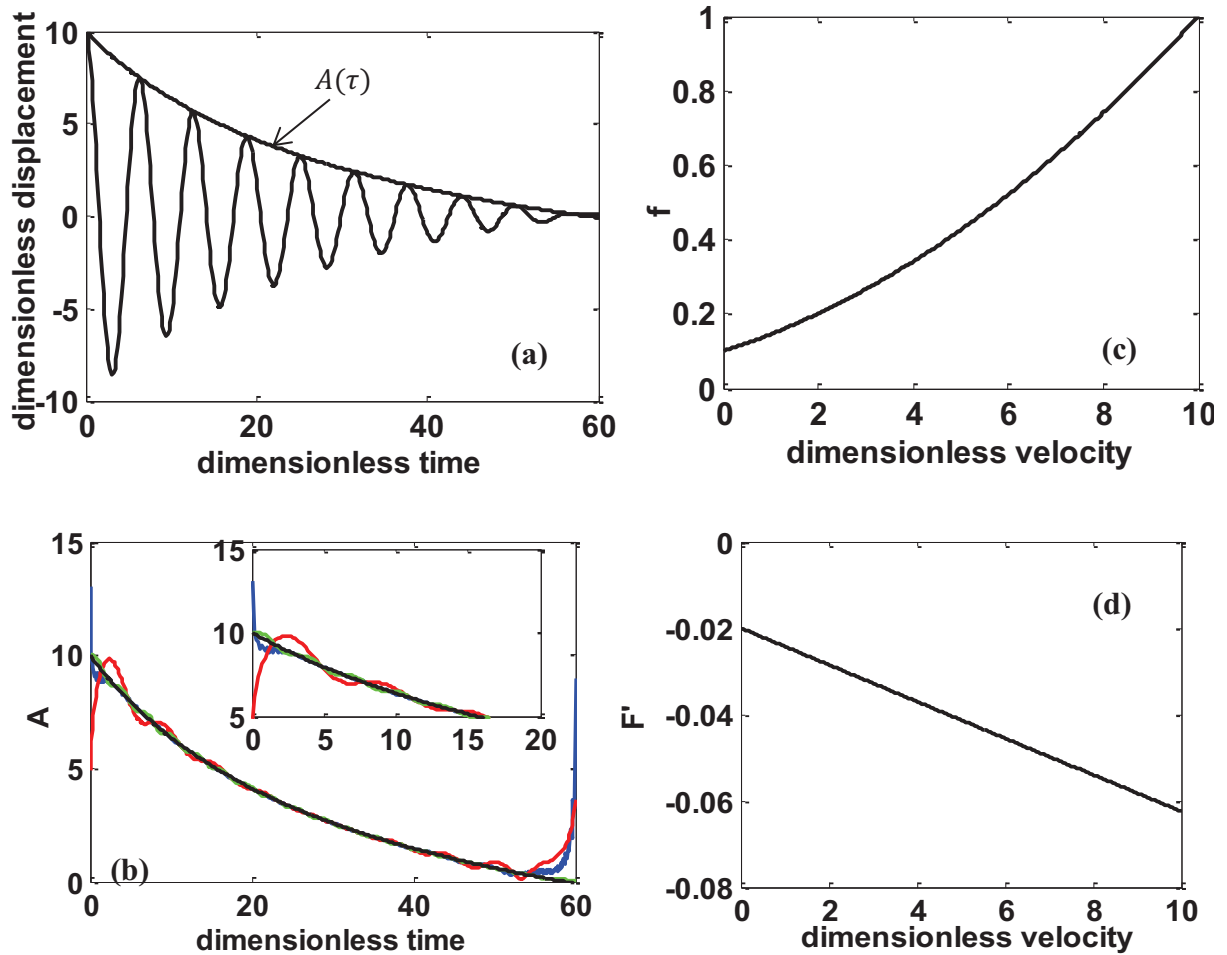 dimensionless displacement
10
5
0
-5
-10
A(τ)
(a)
0 20 40 60
dimensionless time
f
1
0.8
0.6
0.4
0.2
0
(c)
0 2 4 6 8 10
dimensionless velocity
A
15
10
5
0
15
10
5
0 5 10 15 20
(b)
0 20 40 60
dimensionless time
F'
0
-0.02
-0.04
-0.06
-0.08
(d)
0 2 4 6 8 10
dimensionless velocity